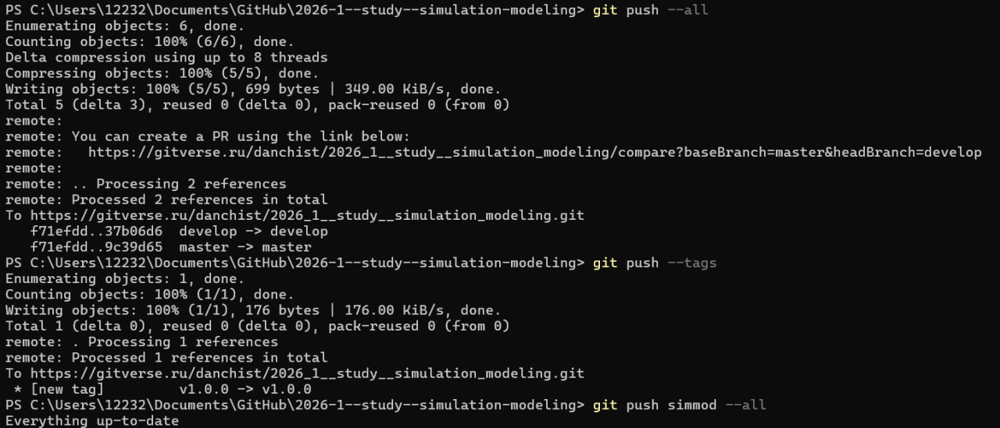 PS C:\Users\12232\Documents\GitHub\2026-1--study--simulation-modeling> git push --all
Enumerating objects: 6, done.
Counting objects: 100% (6/6), done.
Delta compression using up to 8 threads
Compressing objects: 100% (5/5), done.
Writing objects: 100% (5/5), 699 bytes | 349.00 KiB/s, done.
Total 5 (delta 3), reused 0 (delta 0), pack-reused 0 (from 0)
remote:
remote: You can create a PR using the link below:
remote:   https://gitverse.ru/danchist/2026_1__study__simulation_modeling/compare?baseBranch=master&headBranch=develop
remote:
remote: .. Processing 2 references
remote: Processed 2 references in total
To https://gitverse.ru/danchist/2026_1__study__simulation_modeling.git
   f71efdd..37b06d6  develop -> develop
   f71efdd..9c39d65  master -> master
PS C:\Users\12232\Documents\GitHub\2026-1--study--simulation-modeling> git push --tags
Enumerating objects: 1, done.
Counting objects: 100% (1/1), done.
Writing objects: 100% (1/1), 176 bytes | 176.00 KiB/s, done.
Total 1 (delta 0), reused 0 (delta 0), pack-reused 0 (from 0)
remote: . Processing 1 references
remote: Processed 1 references in total
To https://gitverse.ru/danchist/2026_1__study__simulation_modeling.git
 * [new tag]         v1.0.0 -> v1.0.0
PS C:\Users\12232\Documents\GitHub\2026-1--study--simulation-modeling> git push simmod --all
Everything up-to-date